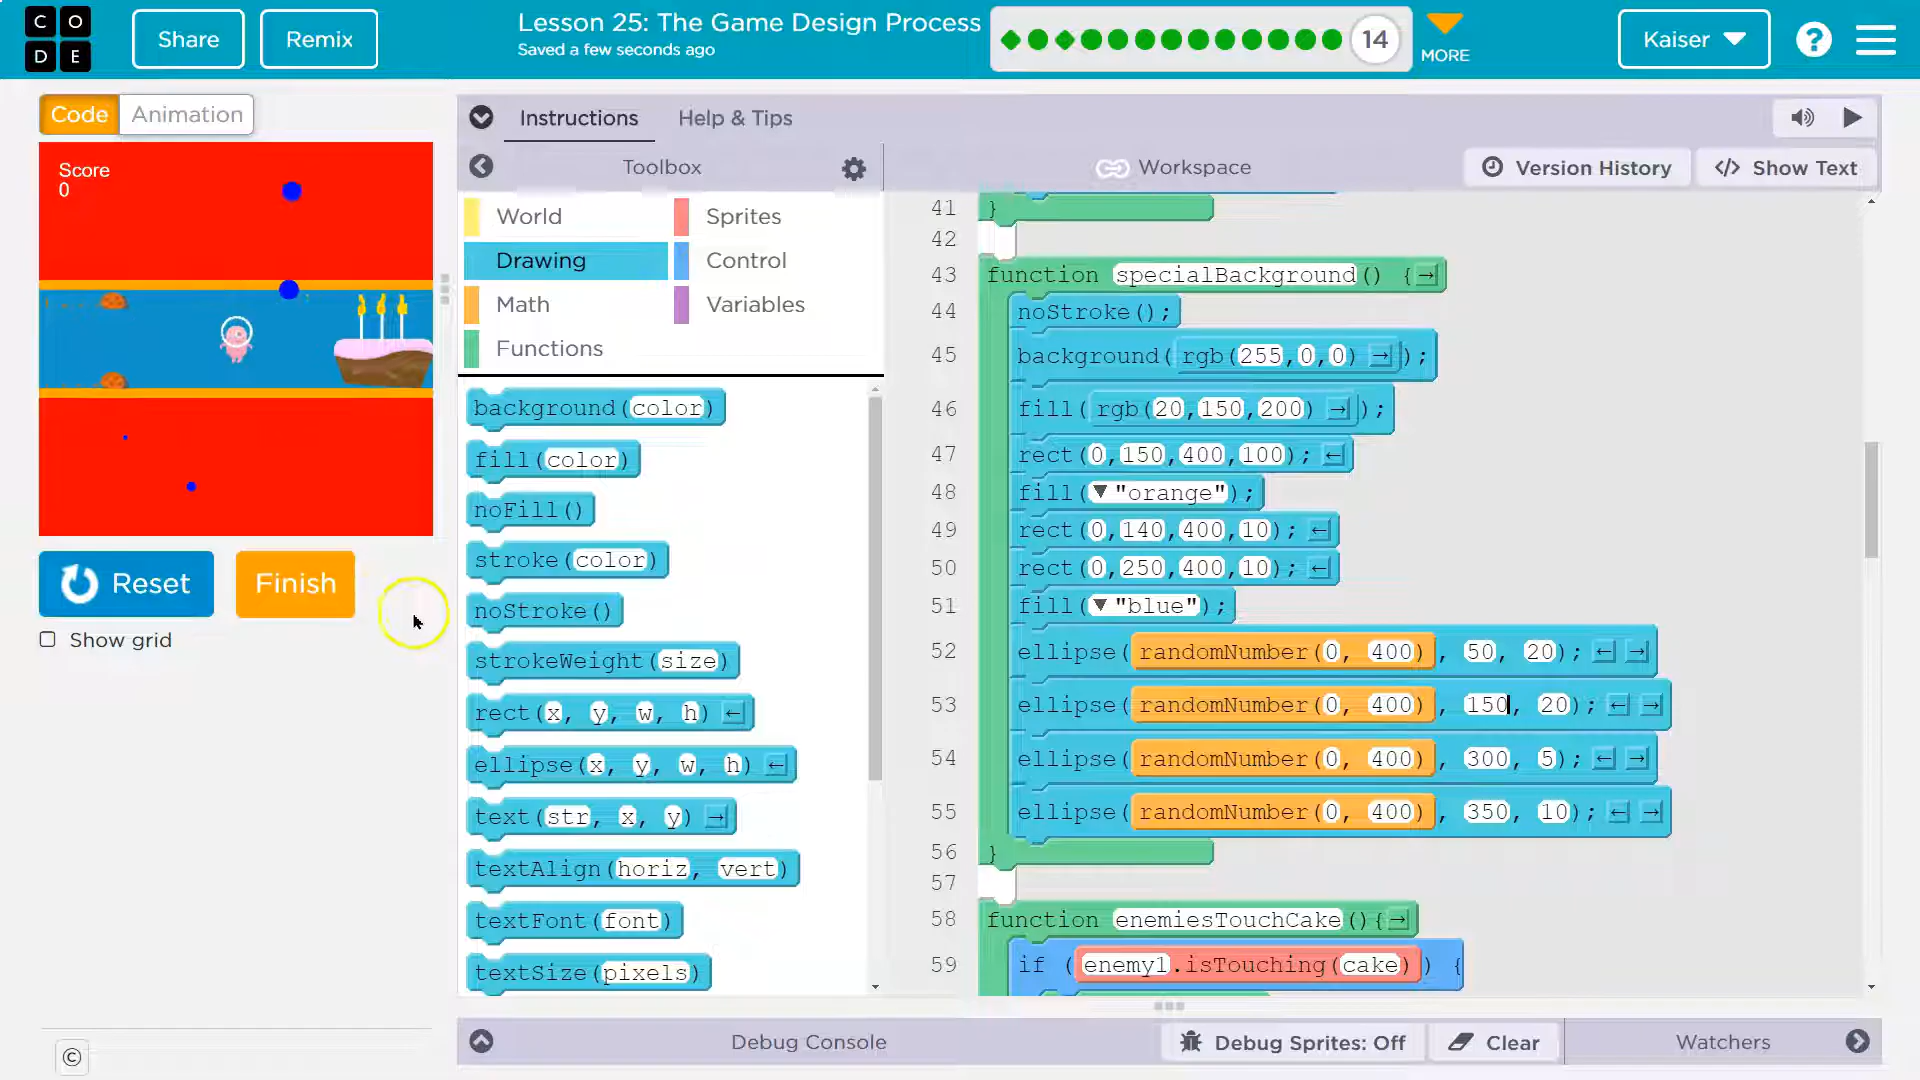 CO
DE
Share
Remix
Lesson 25: The Game Design Process
Saved a few seconds ago
14
MORE
Kaiser
?
Code
Animation
Instructions
Help & Tips
Toolbox
Workspace
Version History
</> Show Text
Score
0
World
Sprites
Drawing
Control
Math
Variables
Functions
background(color)
fill(color)
noFill()
stroke(color)
noStroke()
strokeWeight(size)
rect(x, y, w, h) ←
ellipse(x, y, w, h) ←
text(str, x, y) →
textAlign(horiz, vert)
textFont(font)
textSize(pixels)
41 }
42
43 function specialBackground() { →
44 noStroke();
45 background( rgb(255,0,0) → );
46 fill( rgb(20,150,200) → );
47 rect(0,150,400,100); ←
48 fill( ▼ "orange");
49 rect(0,140,400,10); ←
50 rect(0,250,400,10); ←
51 fill( ▼ "blue");
52 ellipse( randomNumber(0, 400) , 50, 20); ← →
53 ellipse( randomNumber(0, 400) , 150, 20); ← →
54 ellipse( randomNumber(0, 400) , 300, 5); ← →
55 ellipse( randomNumber(0, 400) , 350, 10); ← →
56 }
57
58 function enemiesTouchCake(){ →
59 if ( enemy1.isTouching(cake) ) {
Reset
Finish
Show grid
©
Debug Console
Debug Sprites: Off
Clear
Watchers